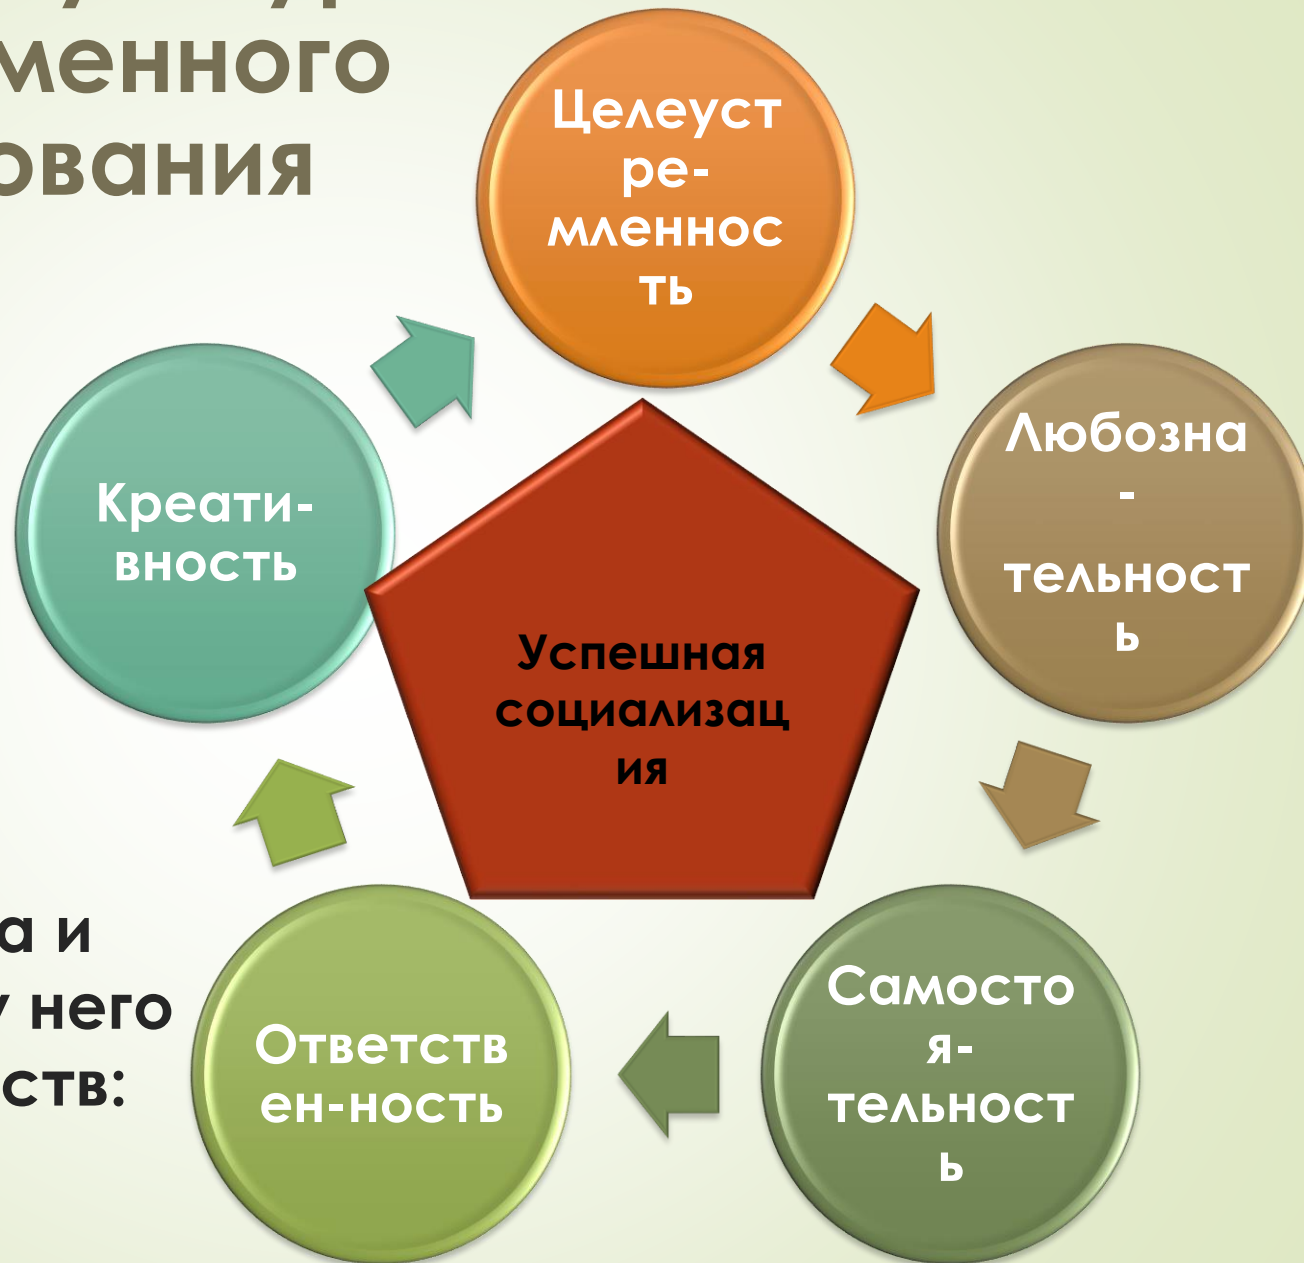 менного
ования
Целеуст
ре-
мленнос
ть
Любозна
-
тельност
ь
Самосто
я-
тельност
ь
Ответств
ен-ность
Креати-
вность
Успешная
социализац
ия
а и
у него
ств: